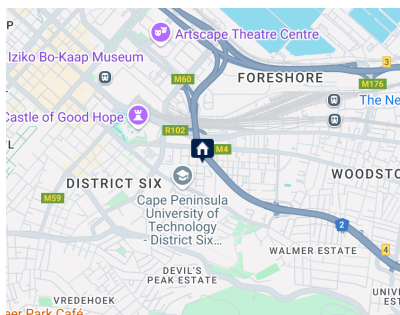 P
Artscape Theatre Centre
Iziko Bo-Kaap Museum
3
M60
FORESHORE
M176
The Ne
Castle of Good Hope
R102
M4
WOODSTO
DISTRICT SIX
M59
Cape Peninsula
University of
Technology
- District Six...
2
WALMER ESTATE
4
DEVIL'S
PEAK ESTATE
UNIV
ES
VREDEHOEK
eer Park Café